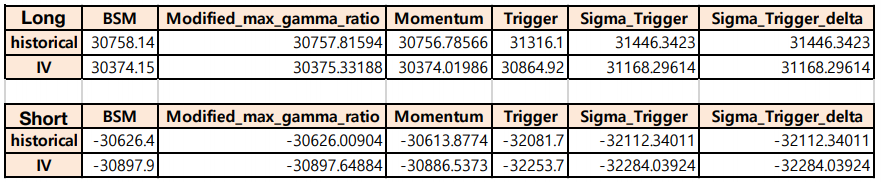 Long BSM Modified_max_gamma_ratio Momentum Trigger Sigma_Trigger Sigma_Trigger_delta
historical 30758.14 30757.81594 30756.78566 31316.1 31446.3423 31446.3423
IV 30374.15 30375.33188 30374.01986 30864.92 31168.29614 31168.29614
Short BSM Modified_max_gamma_ratio Momentum Trigger Sigma_Trigger Sigma_Trigger_delta
historical -30626.4 -30626.00904 -30613.8774 -32081.7 -32112.34011 -32112.34011
IV -30897.9 -30897.64884 -30886.5373 -32253.7 -32284.03924 -32284.03924